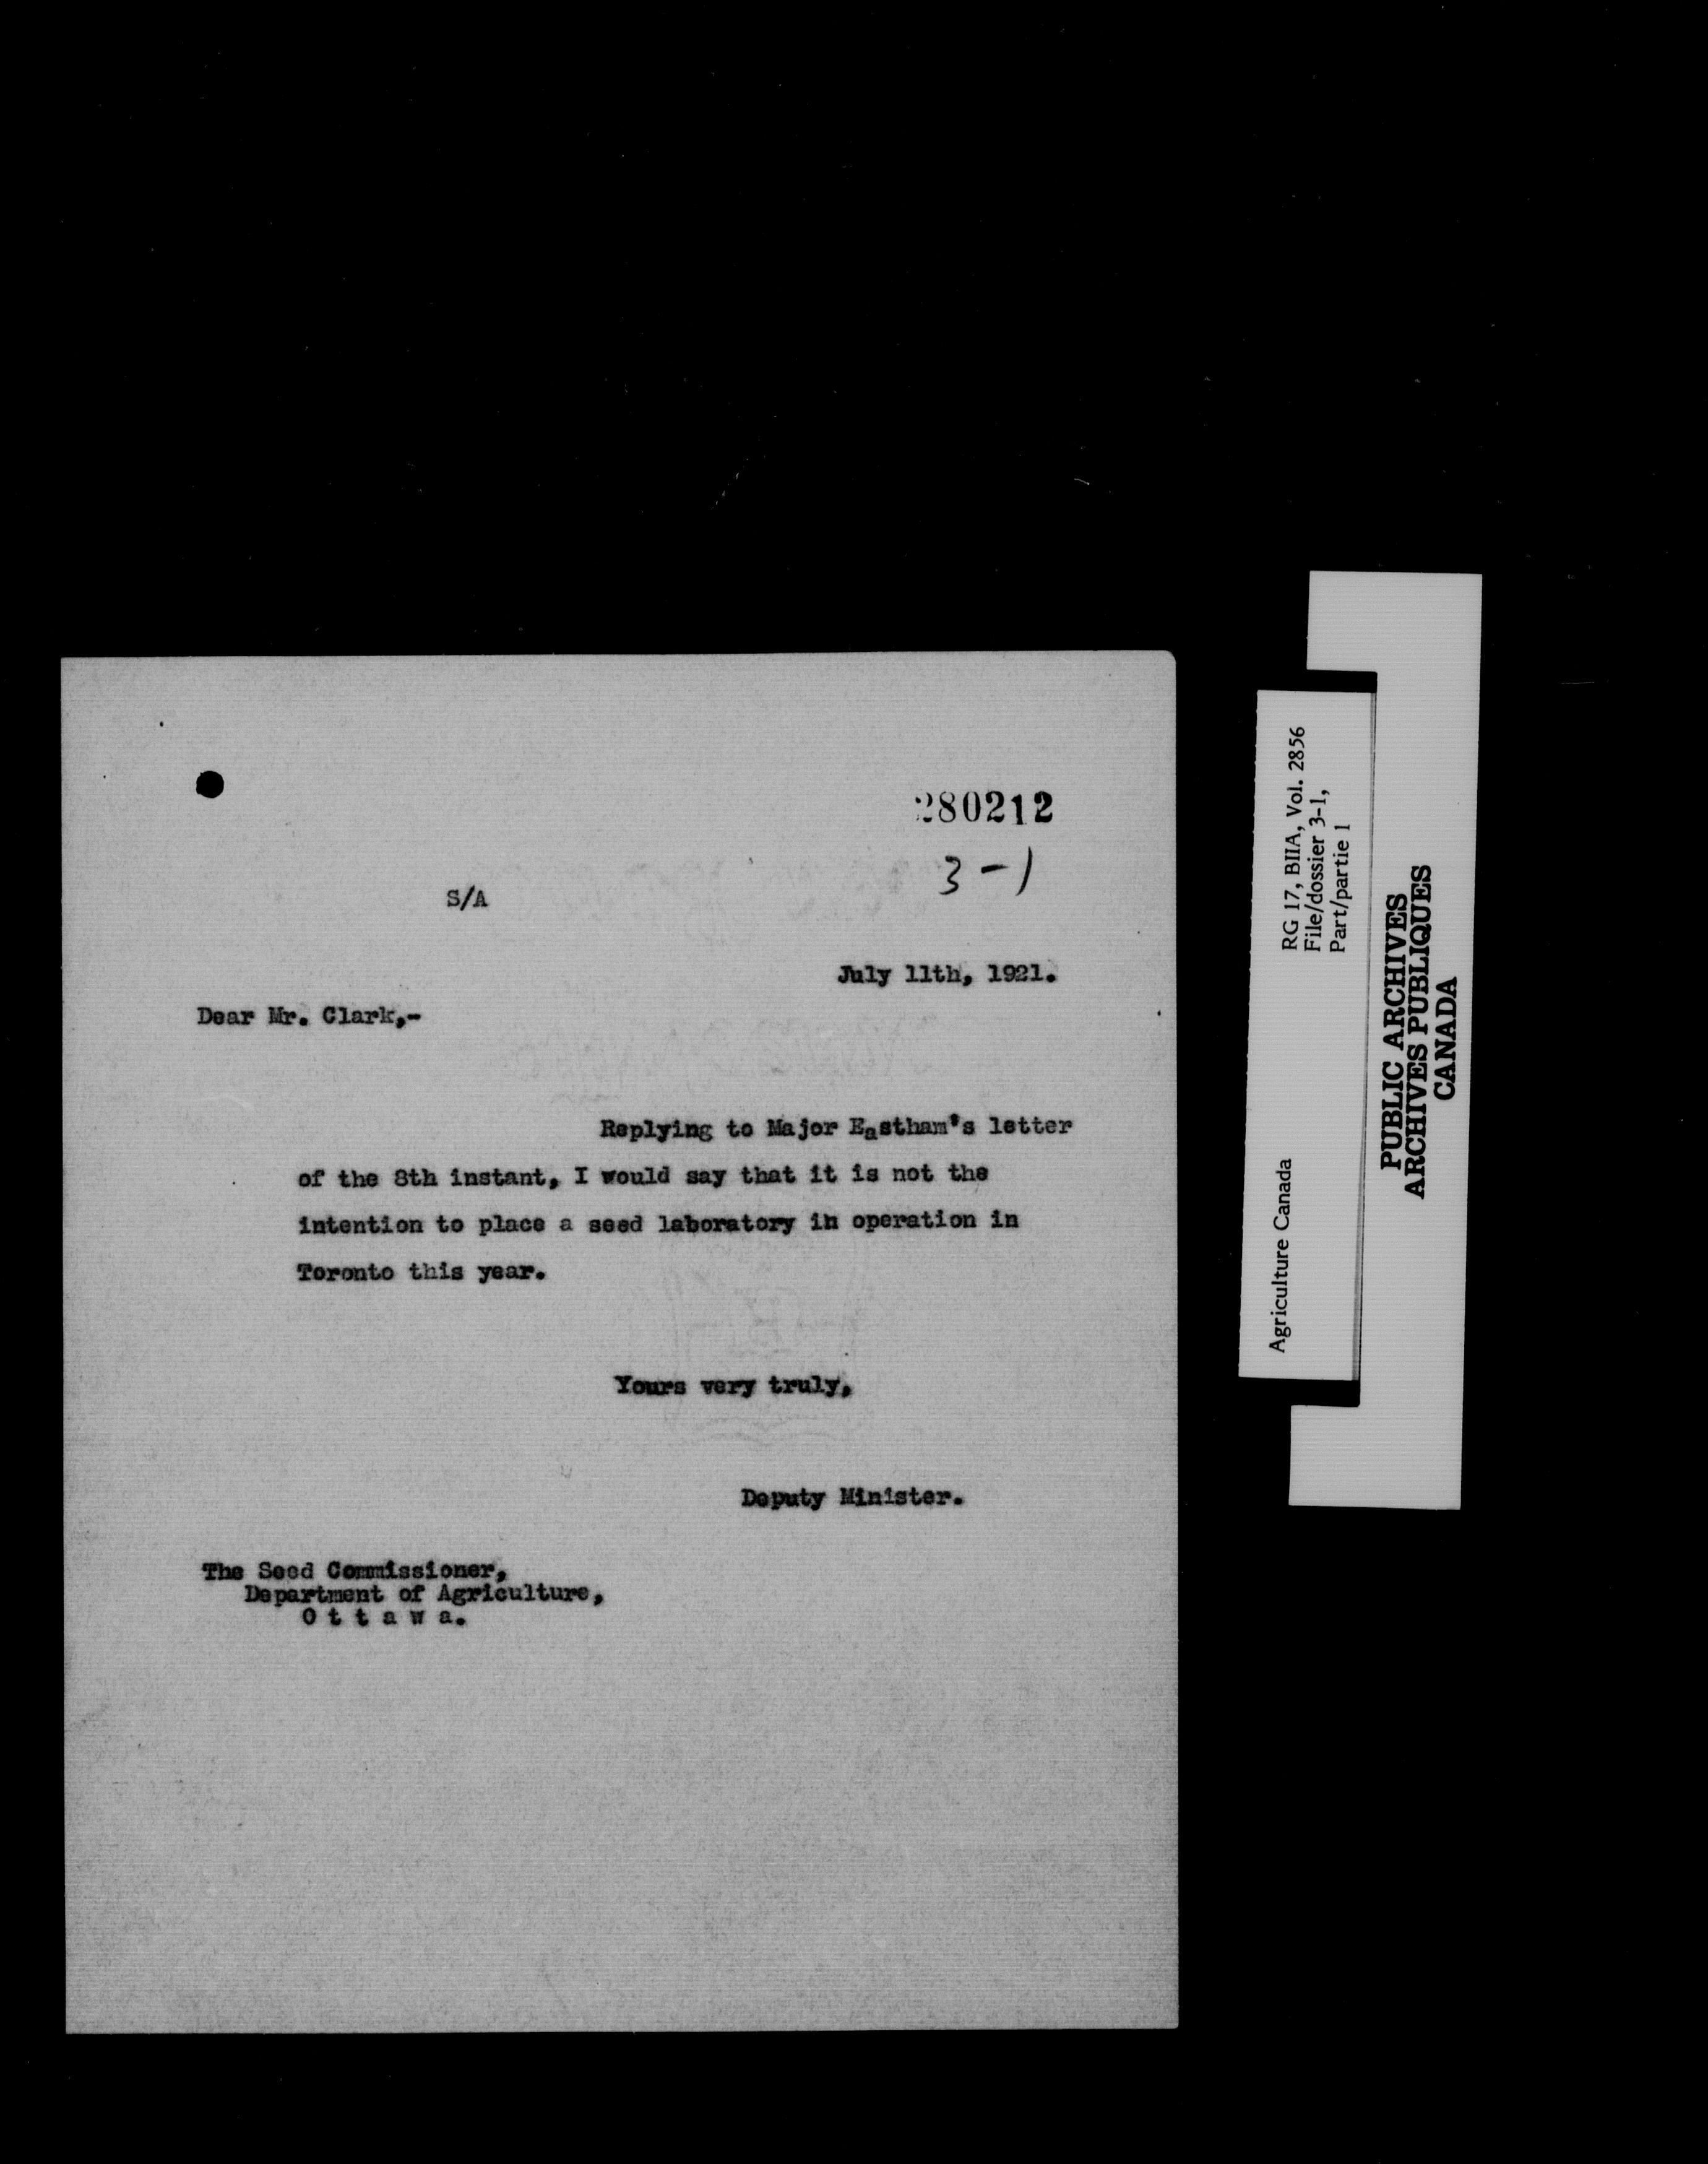 280212
3-1
S/A
July 11th, 1921.
Dear Mr. Clark,-
Replying to Major Eastham's letter
of the 8th instant, I would say that it is not the
intention to place a seed laboratory in operation in
Toronto this year.
Yours very truly,
Deputy Minister.
The Seed Commissioner,
Department of Agriculture,
O t t a w a.
Agriculture Canada
RG 17, BIIA, Vol. 2856
File/dossier 3-1,
Part/partie 1
PUBLIC ARCHIVES
ARCHIVES PUBLIQUES
CANADA